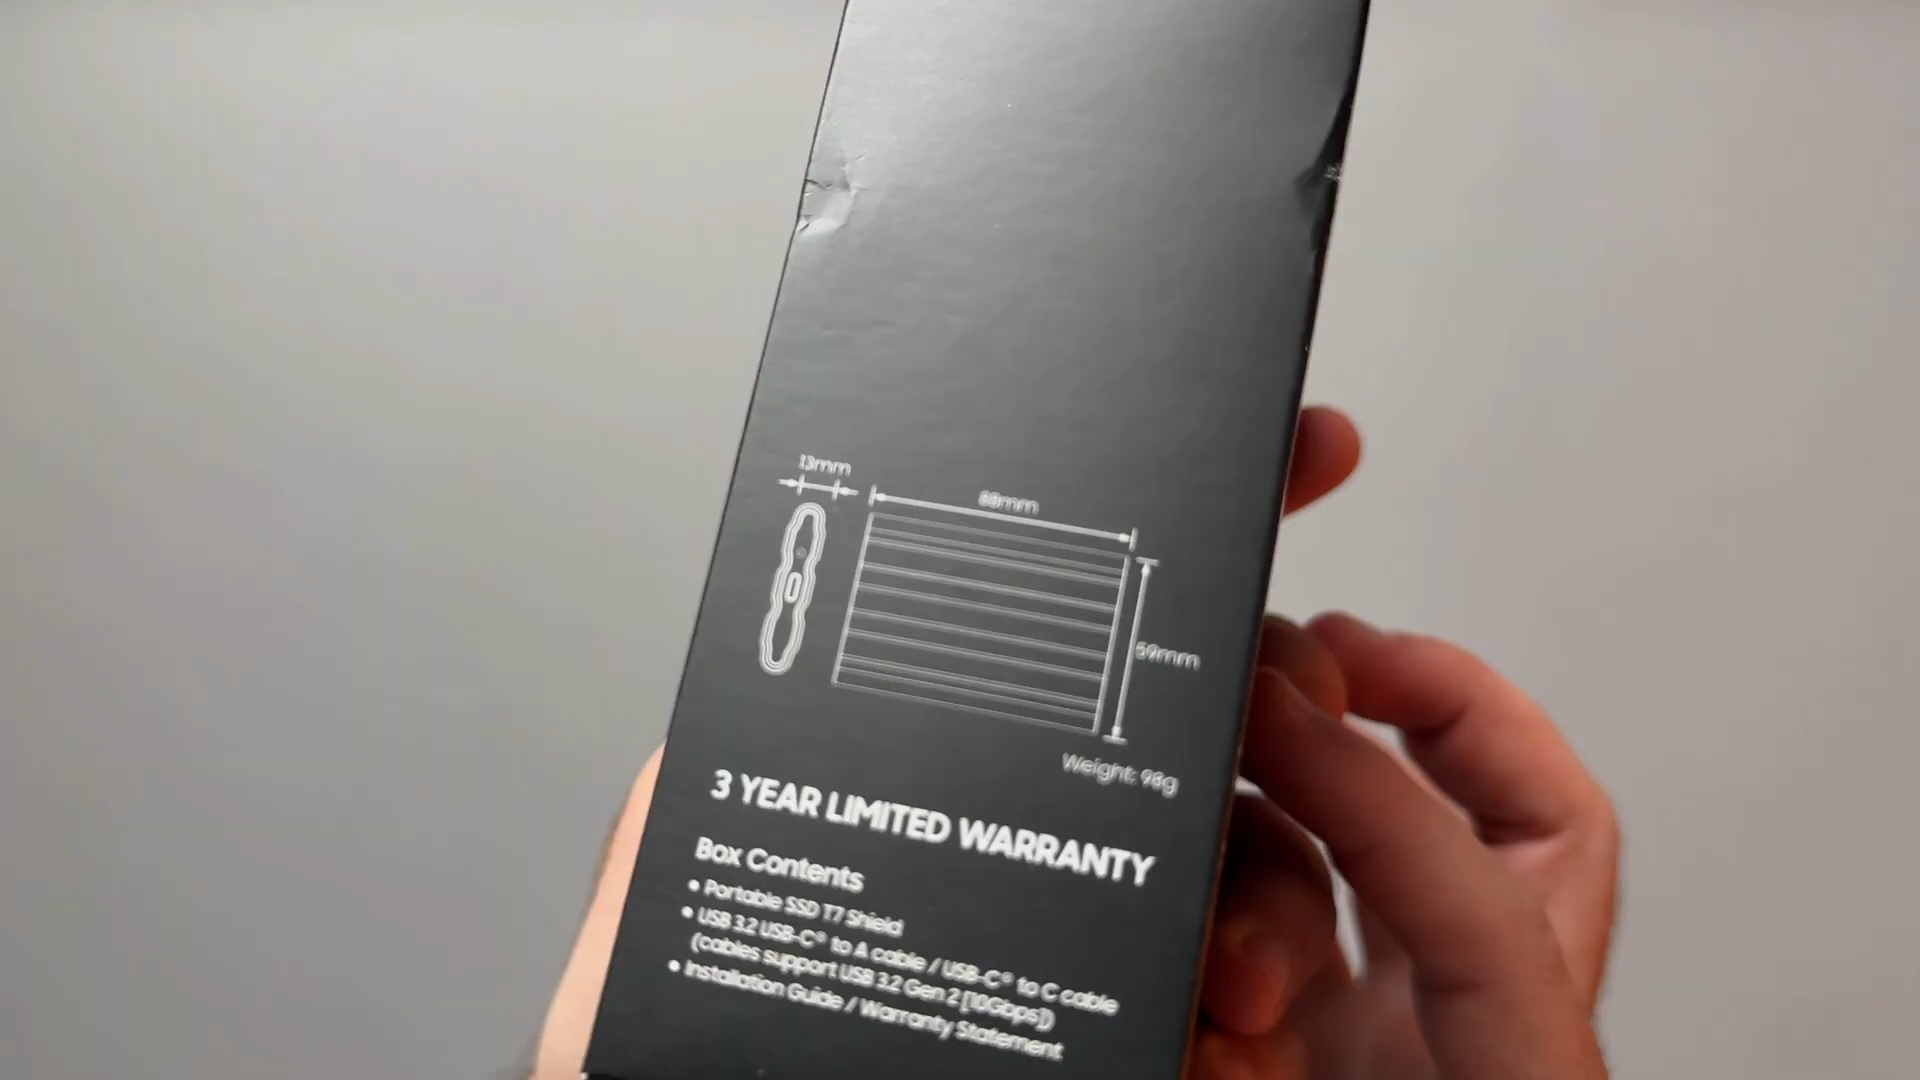 13mm
88mm
59mm
Weight: 98g
3 YEAR LIMITED WARRANTY
Box Contents
• Portable SSD T7 Shield
• USB 3.2 USB-C® to A cable / USB-C® to C cable
(cables support USB 3.2 Gen 2 [10Gbps])
• Installation Guide / Warranty Statement